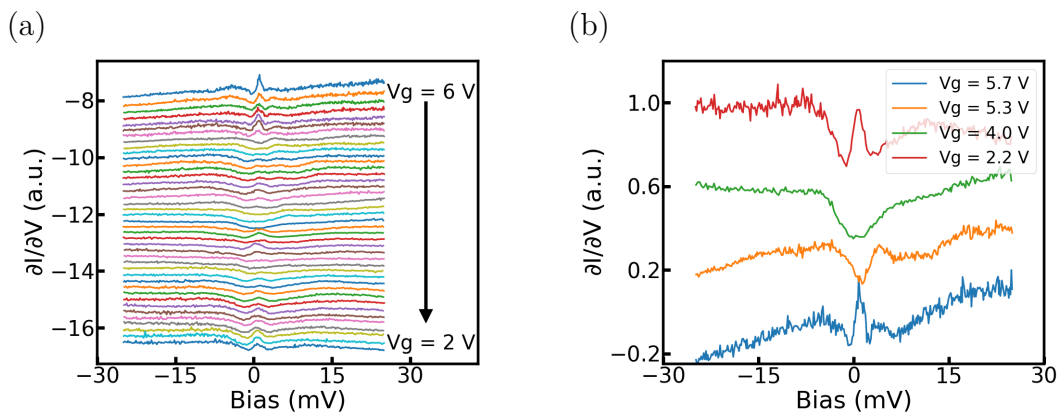 (a)
−8
−10
−12
−14
−16
∂I/∂V (a.u.)
Vg = 6 V
Vg = 2 V
−30
−15
0
15
30
Bias (mV)
(b)
1.0
0.6
0.2
−0.2
∂I/∂V (a.u.)
Vg = 5.7 V
Vg = 5.3 V
Vg = 4.0 V
Vg = 2.2 V
−30
−15
0
15
30
Bias (mV)